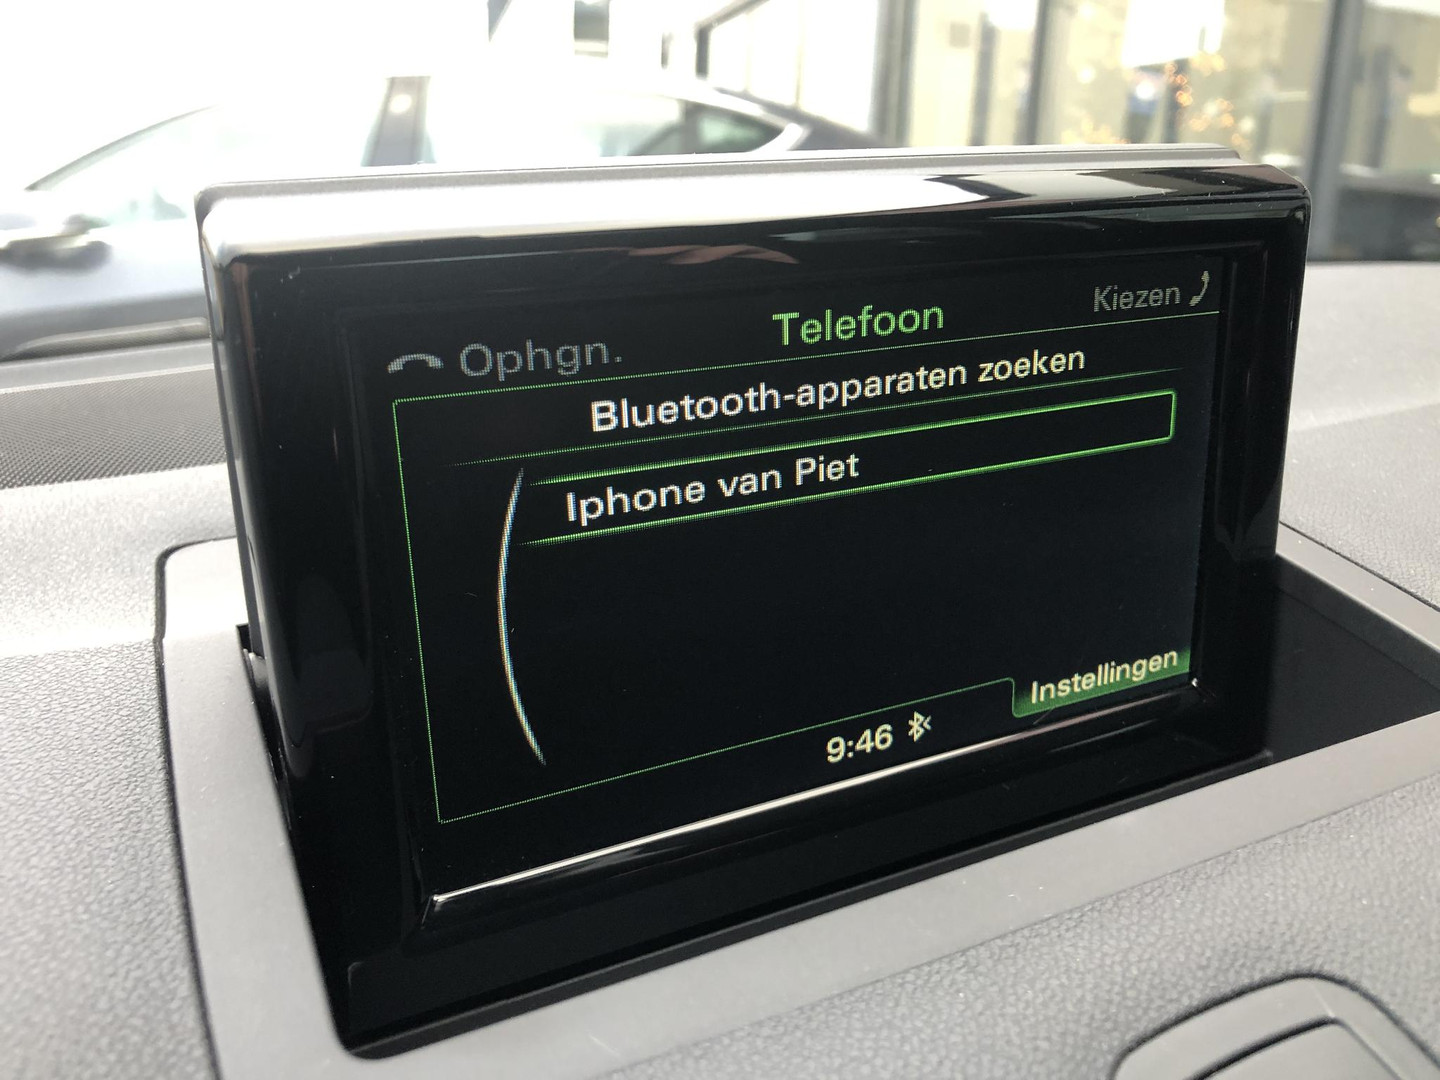 Ophgn.
Telefoon
Kiezen
Bluetooth-apparaten zoeken
Iphone van Piet
Instellingen
9:46